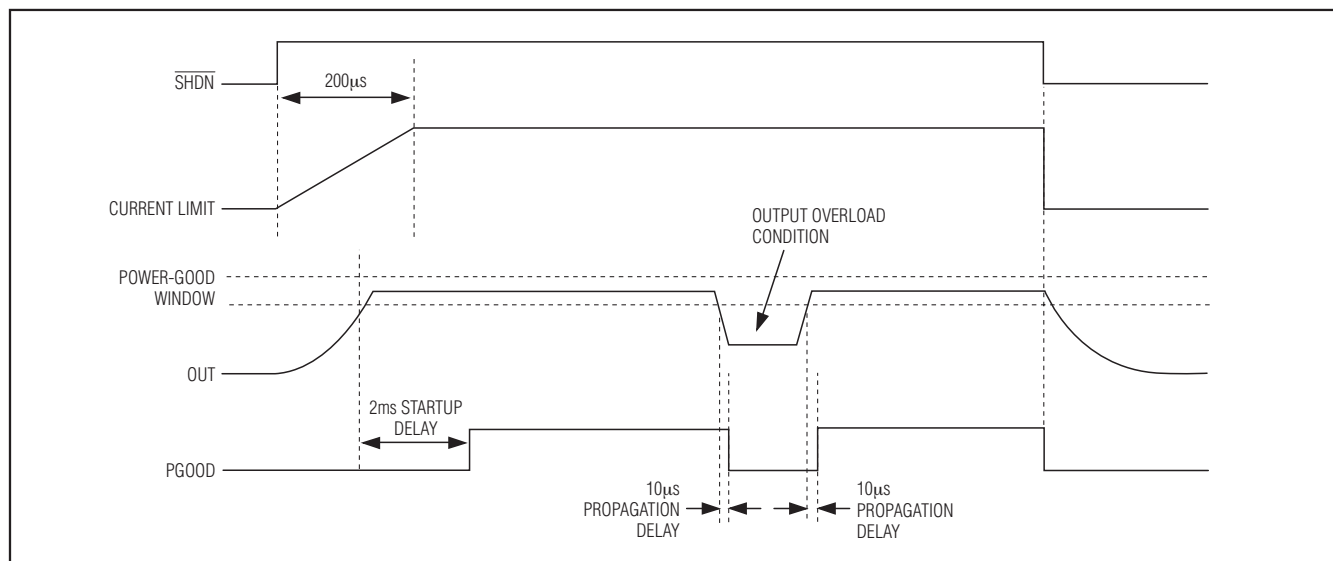 SHDN
200μs
CURRENT LIMIT
OUTPUT OVERLOAD
CONDITION
POWER-GOOD
WINDOW
OUT
2ms STARTUP
DELAY
PGOOD
10μs
PROPAGATION
DELAY
10μs
PROPAGATION
DELAY